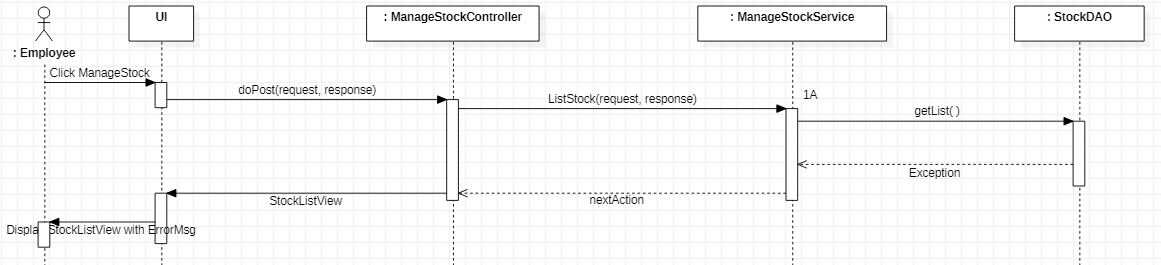 UI
: ManageStockController
: ManageStockService
: StockDAO
: Employee
Click ManageStock
doPost(request, response)
ListStock(request, response)
1A
getList( )
Exception
StockListView
nextAction
Displa StockListView with ErrorMsg